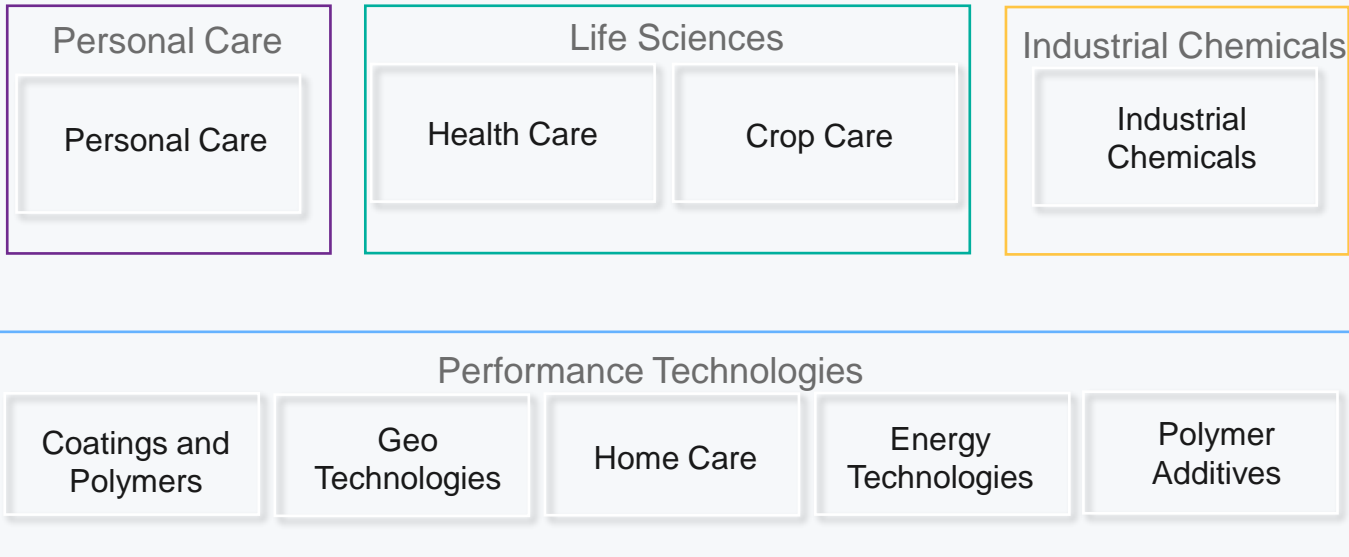 Personal Care
Personal Care
Life Sciences
Health Care
Crop Care
Industrial Chemicals
Industrial
Chemicals
Performance Technologies
Coatings and
Polymers
Geo
Technologies
Home Care
Energy
Technologies
Polymer
Additives